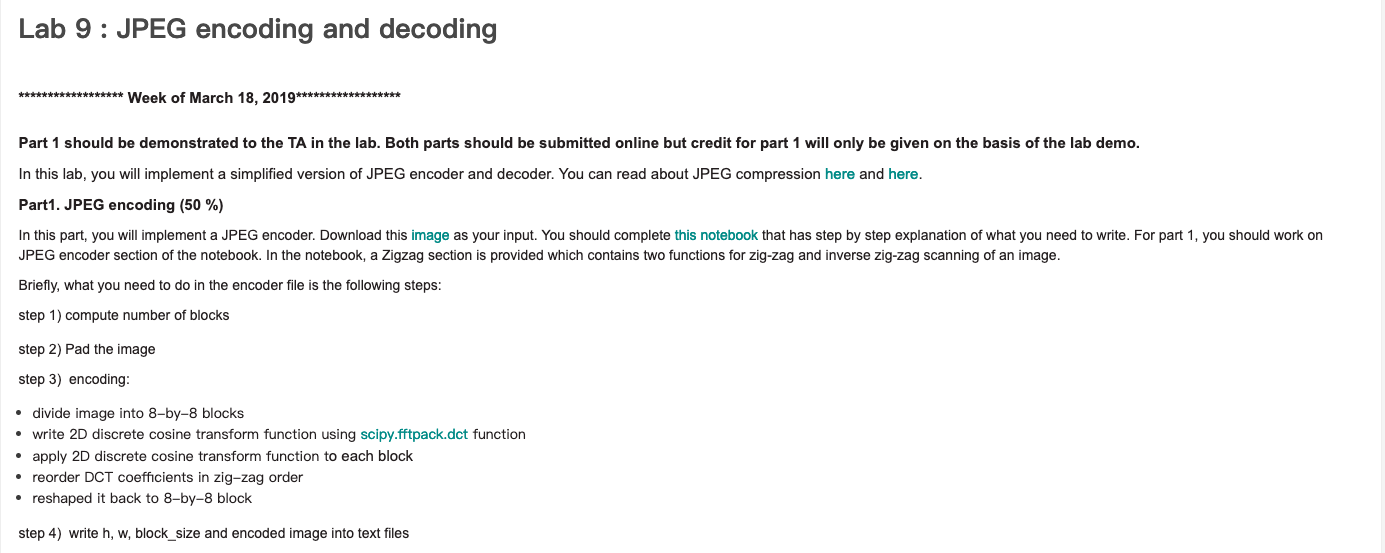 Lab 9 : JPEG encoding and decoding
****************** Week of March 18, 2019******************
Part 1 should be demonstrated to the TA in the lab. Both parts should be submitted online but credit for part 1 will only be given on the basis of the lab demo.
In this lab, you will implement a simplified version of JPEG encoder and decoder. You can read about JPEG compression here and here.
Part1. JPEG encoding (50 %)
In this part, you will implement a JPEG encoder. Download this image as your input. You should complete this notebook that has step by step explanation of what you need to write. For part 1, you should work on
JPEG encoder section of the notebook. In the notebook, a Zigzag section is provided which contains two functions for zig-zag and inverse zig-zag scanning of an image.
Briefly, what you need to do in the encoder file is the following steps:
step 1) compute number of blocks
step 2) Pad the image
step 3)  encoding:
• divide image into 8-by-8 blocks
• write 2D discrete cosine transform function using scipy.fftpack.dct function
• apply 2D discrete cosine transform function to each block
• reorder DCT coefficients in zig-zag order
• reshaped it back to 8-by-8 block
step 4)  write h, w, block_size and encoded image into text files